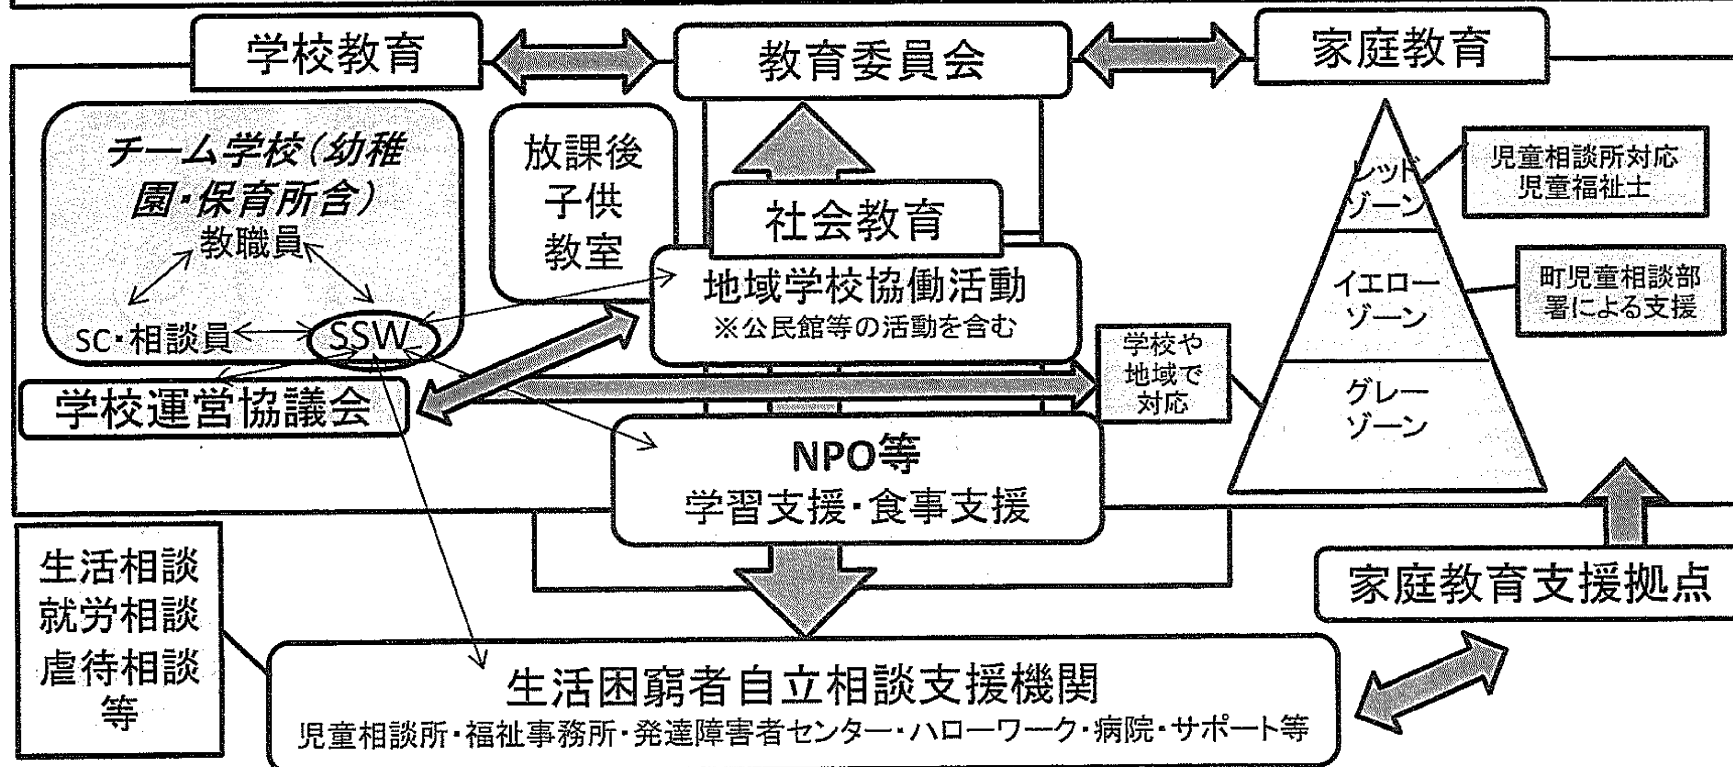 学校教育
教育委員会
家庭教育
チーム学校(幼稚
園・保育所含)
教職員
SC・相談員
SSW
学校運営協議会
放課後
子供
教室
社会教育
地域学校協働活動
※公民館等の活動を含む
学校や
地域で
対応
レッド
ゾーン
イエロー
ゾーン
グレー
ゾーン
児童相談所対応
児童福祉士
町児童相談部
署による支援
NPO等
学習支援・食事支援
家庭教育支援拠点
生活相談
就労相談
虐待相談
等
生活困窮者自立相談支援機関
児童相談所・福祉事務所・発達障害者センター・ハローワーク・病院・サポート等